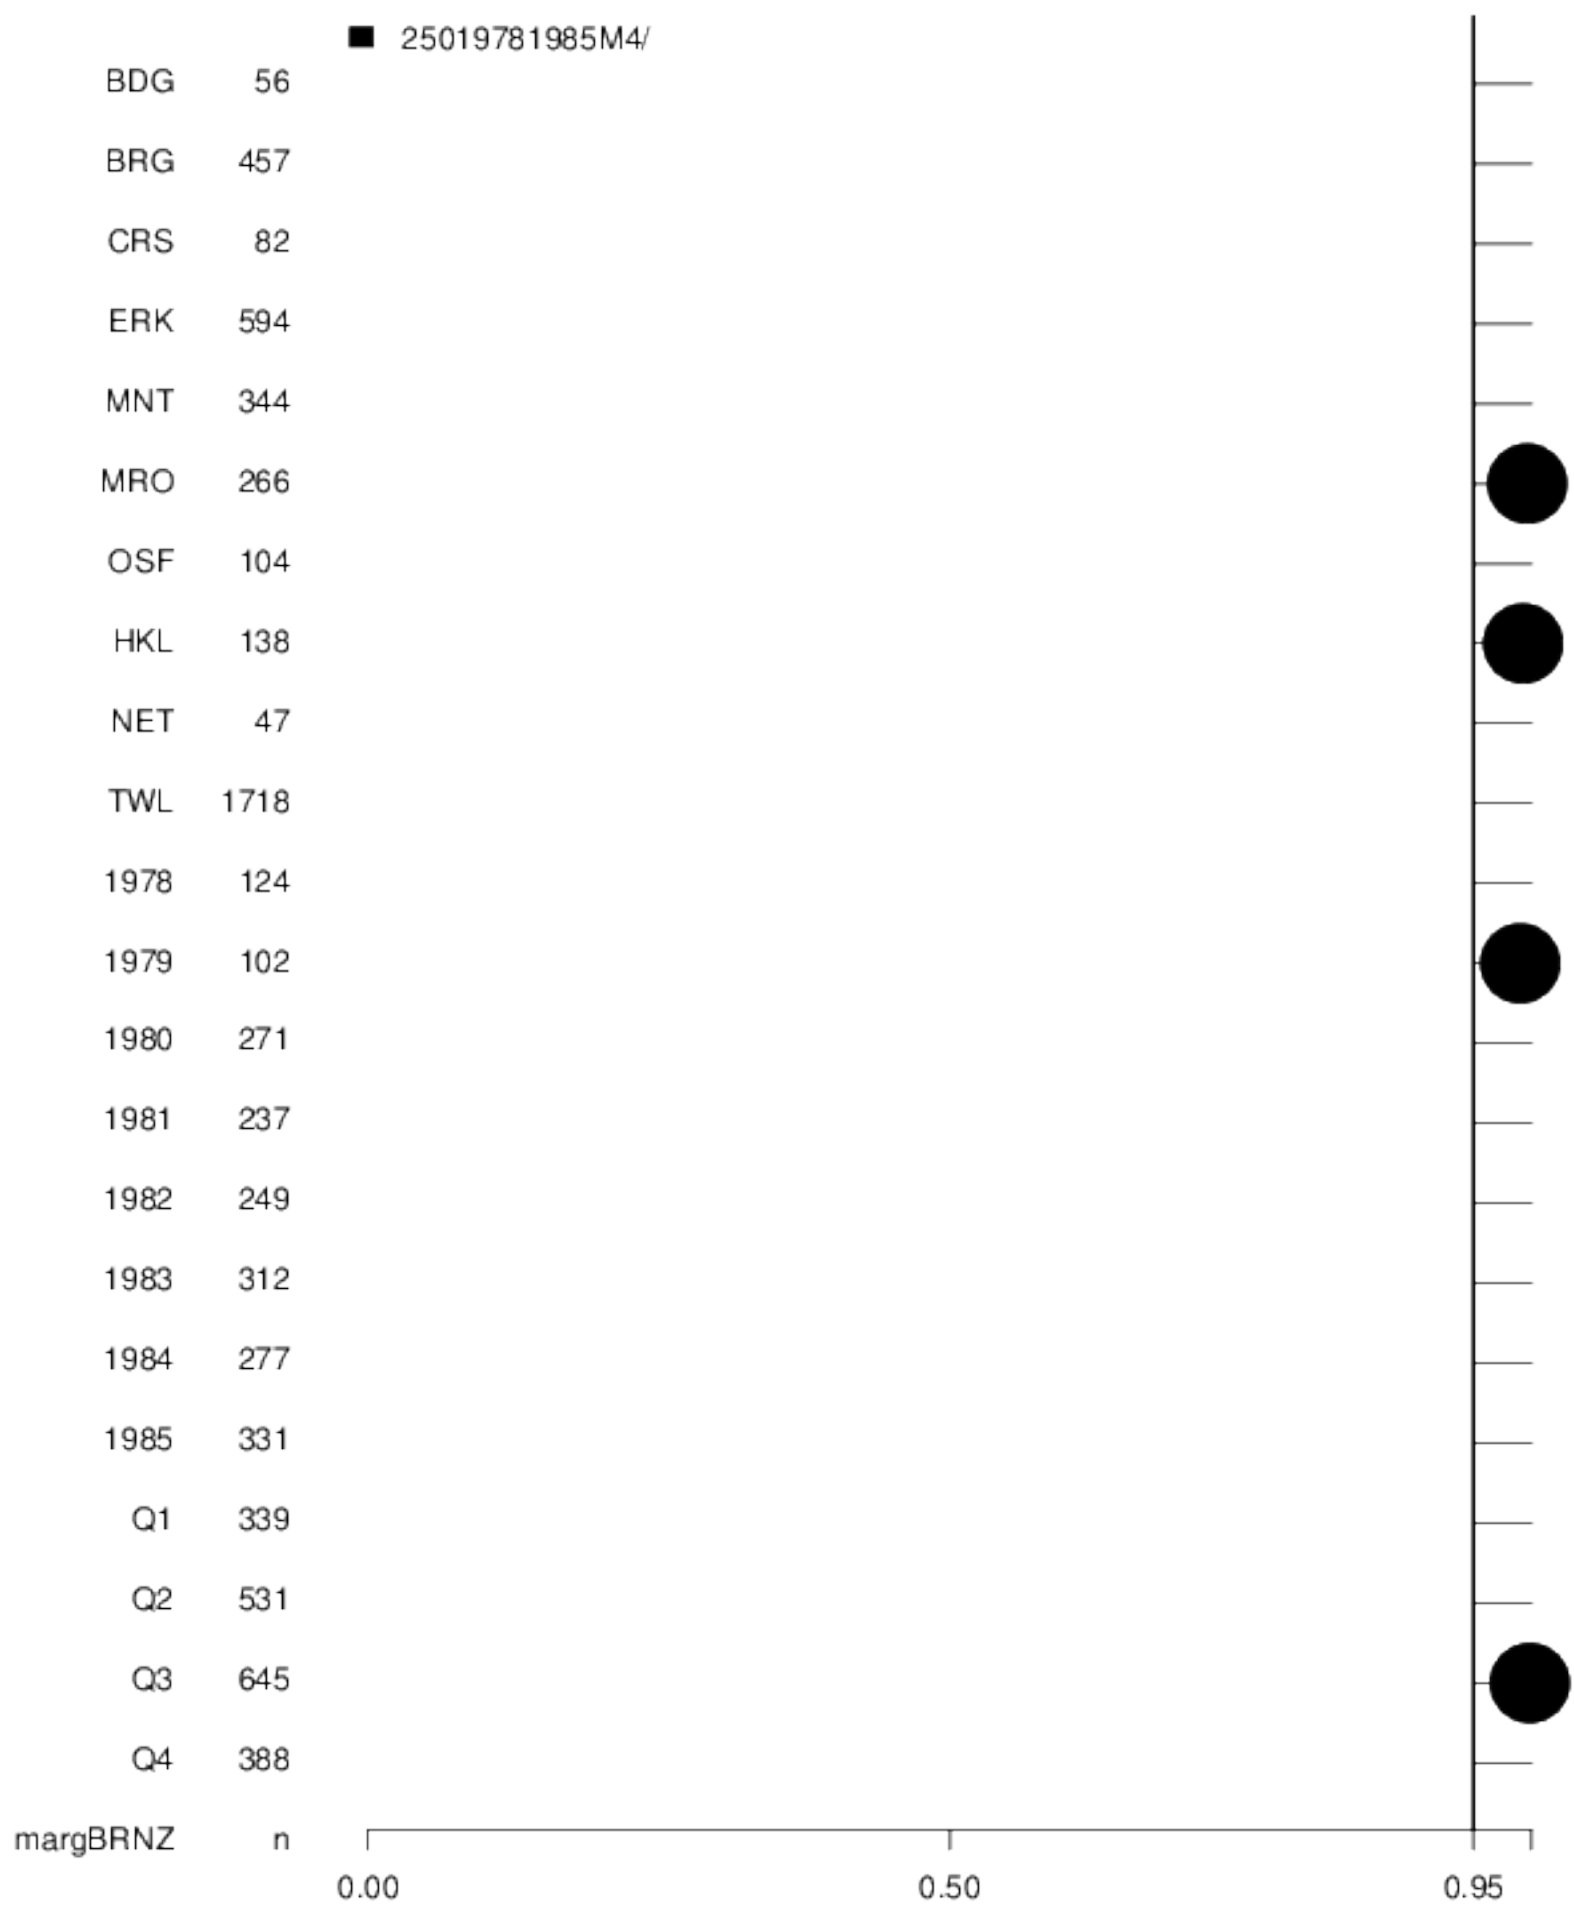 25019781985M4/
BDG 56
BRG 457
CRS 82
ERK 594
MNT 344
MRO 266
OSF 104
HKL 138
NET 47
TWL 1718
1978 124
1979 102
1980 271
1981 237
1982 249
1983 312
1984 277
1985 331
Q1 339
Q2 531
Q3 645
Q4 388
margBRNZ n
0.00 0.50 0.95